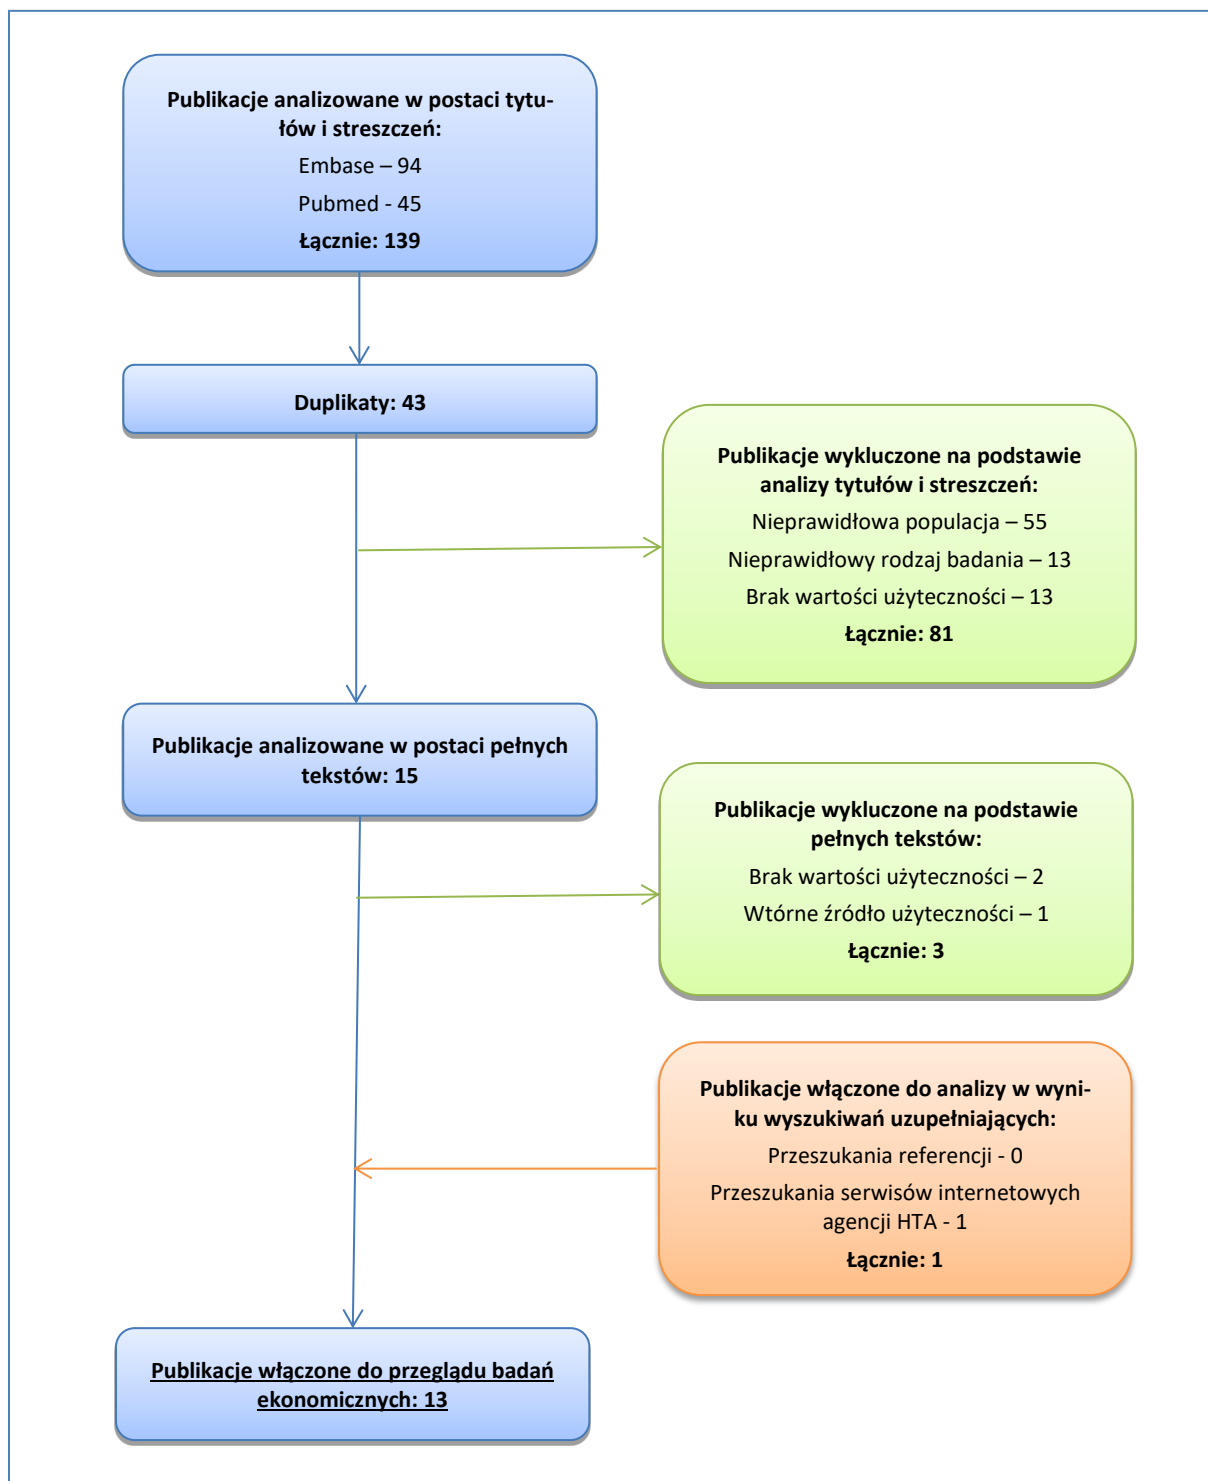 Publikacje analizowane w postaci tytu-
łów i streszczeń:
Embase – 94
Pubmed - 45
Łącznie: 139
Duplikaty: 43
Publikacje wykluczone na podstawie
analizy tytułów i streszczeń:
Nieprawidłowa populacja – 55
Nieprawidłowy rodzaj badania – 13
Brak wartości użyteczności – 13
Łącznie: 81
Publikacje analizowane w postaci pełnych
tekstów: 15
Publikacje wykluczone na podstawie
pełnych tekstów:
Brak wartości użyteczności – 2
Wtórne źródło użyteczności – 1
Łącznie: 3
Publikacje włączone do analizy w wyni-
ku wyszukiwań uzupełniających:
Przeszukania referencji - 0
Przeszukania serwisów internetowych
agencji HTA - 1
Łącznie: 1
Publikacje włączone do przeglądu badań
ekonomicznych: 13